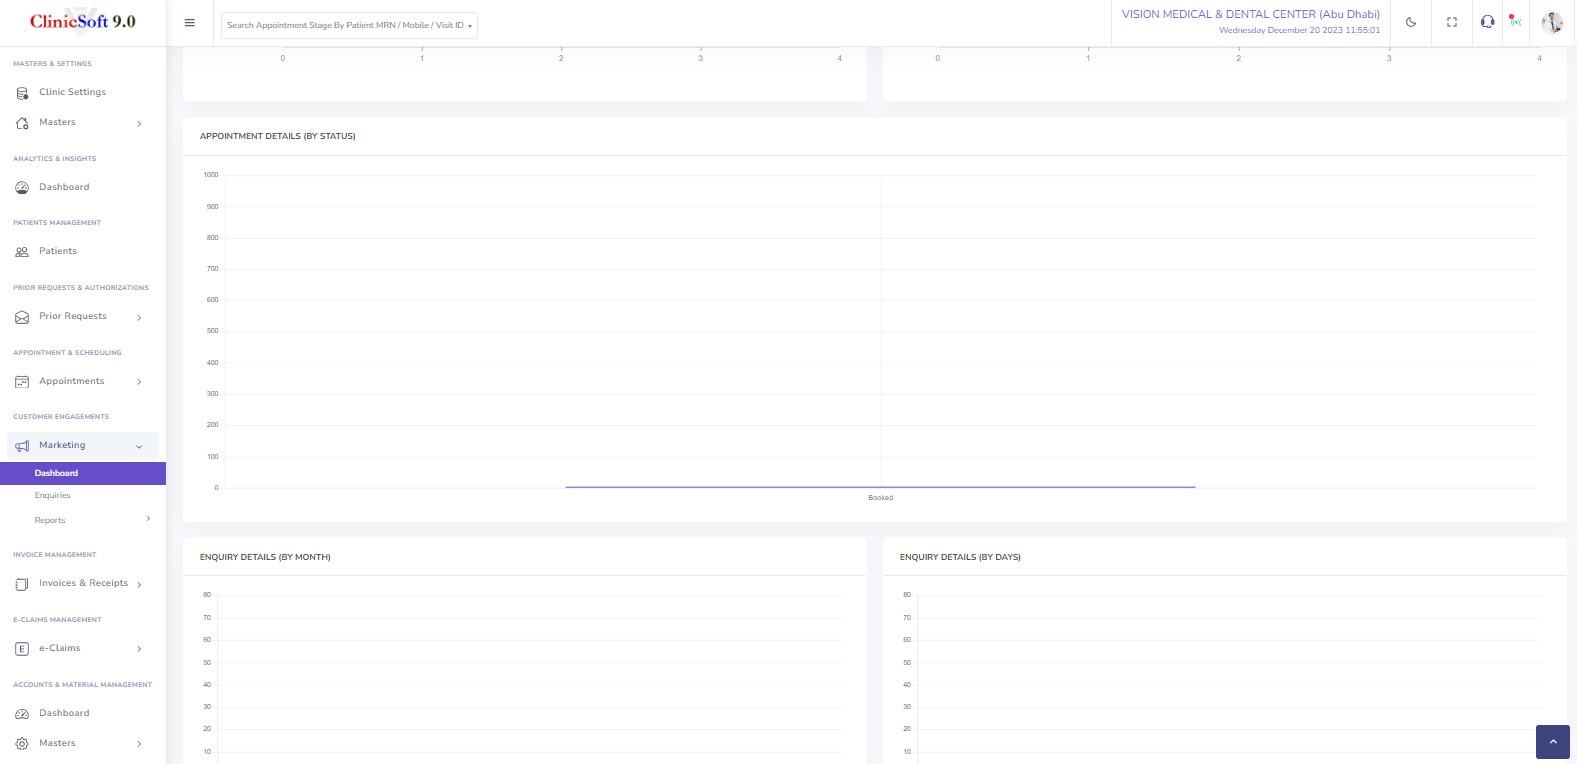 ClinicSoft 9.0
Search Appointment Stage By Patient MRN / Mobile / Visit ID
VISION MEDICAL & DENTAL CENTER (Abu Dhabi)
Wednesday December 20 2023 11:55:01
MASTERS & SETTINGS
Clinic Settings
Masters
ANALYTICS & INSIGHTS
Dashboard
PATIENTS MANAGEMENT
Patients
PRIOR REQUESTS & AUTHORIZATIONS
Prior Requests
APPOINTMENT & SCHEDULING
Appointments
CUSTOMER ENGAGEMENTS
Marketing
Dashboard
Enquiries
Reports
INVOICE MANAGEMENT
Invoices & Receipts
E-CLAIMS MANAGEMENT
E
e-Claims
ACCOUNTS & MATERIAL MANAGEMENT
Dashboard
Masters
0 1 2 3 4
0 1 2 3 4
APPOINTMENT DETAILS (BY STATUS)
1000
900
800
700
600
500
400
300
200
100
0
Booked
ENQUIRY DETAILS (BY MONTH)
80
70
60
50
40
30
20
10
ENQUIRY DETAILS (BY DAYS)
80
70
60
50
40
30
20
10